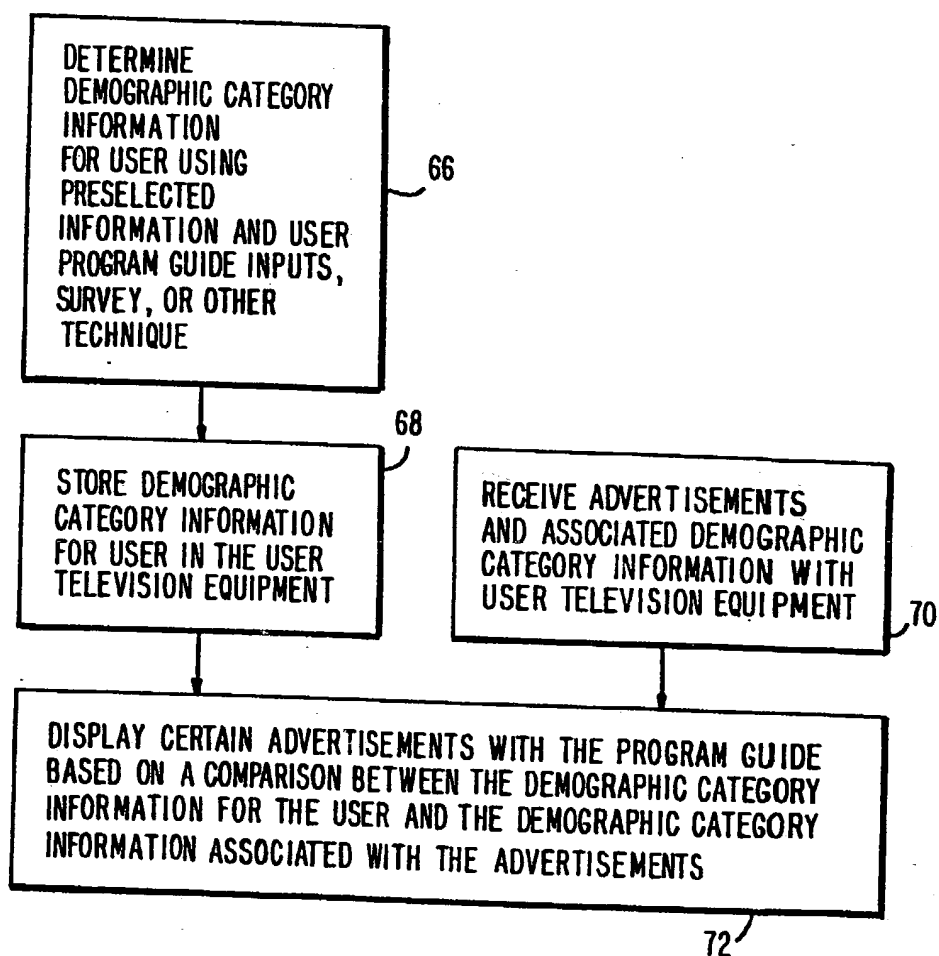 DETERMINE
DEMOGRAPHIC CATEGORY
INFORMATION
FOR USER USING
PRESELECTED
INFORMATION AND USER
PROGRAM GUIDE INPUTS,
SURVEY, OR OTHER
TECHNIQUE
66
STORE DEMOGRAPHIC
CATEGORY INFORMATION
FOR USER IN THE USER
TELEVISION EQUIPMENT
68
RECEIVE ADVERTISEMENTS
AND ASSOCIATED DEMOGRAPHIC
CATEGORY INFORMATION WITH
USER TELEVISION EQUIPMENT
70
DISPLAY CERTAIN ADVERTISEMENTS WITH THE PROGRAM GUIDE
BASED ON A COMPARISON BETWEEN THE DEMOGRAPHIC CATEGORY
INFORMATION FOR THE USER AND THE DEMOGRAPHIC CATEGORY
INFORMATION ASSOCIATED WITH THE ADVERTISEMENTS
72